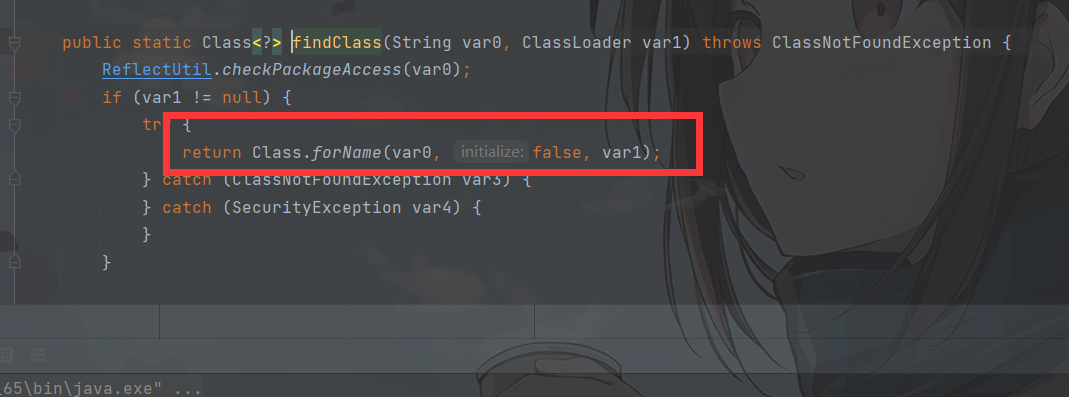 public static Class<?> findClass(String var0, ClassLoader var1) throws ClassNotFoundException {
ReflectUtil.checkPackageAccess(var0);
if (var1 != null) {
try {
return Class.forName(var0, initialize: false, var1);
} catch (ClassNotFoundException var3) {
} catch (SecurityException var4) {
}
}
_65\bin\java.exe" ...